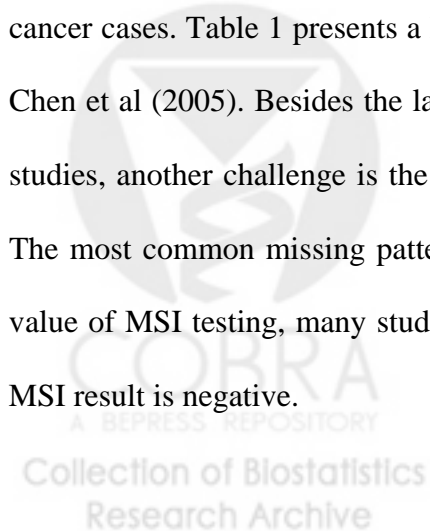 cancer cases. Table 1 presents a
Chen et al (2005). Besides the la
studies, another challenge is the
The most common missing patte
value of MSI testing, many stud
MSI result is negative.
COBRA
A BEPRESS REPOSITORY
Collection of Biostatistics
Research Archive